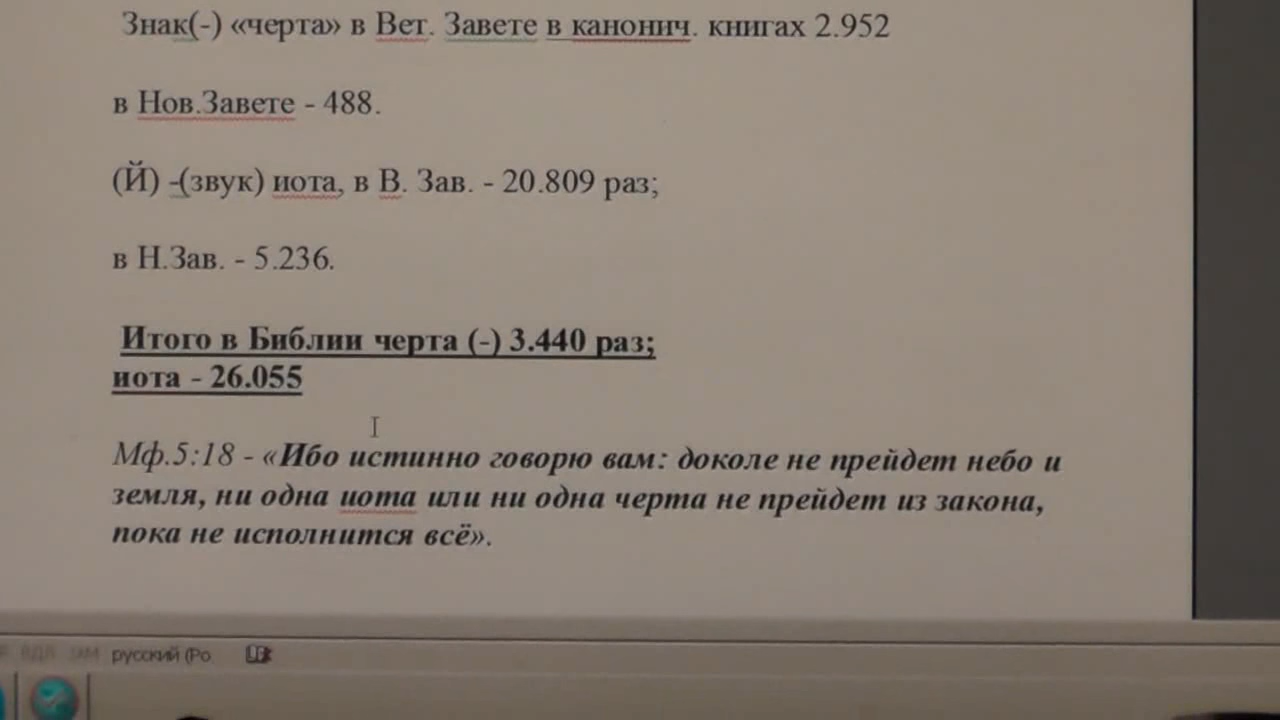 Знак(-) «черта» в Вет. Завете в канонич. книгах 2.952
в Нов.Завете - 488.
(Й) -(звук) иота, в В. Зав. - 20.809 раз;
в Н.Зав. - 5.236.
Итого в Библии черта (-) 3.440 раз;
иота - 26.055
Мф.5:18 - «Ибо истинно говорю вам: доколе не прейдет небо и
земля, ни одна иота или ни одна черта не прейдет из закона,
пока не исполнится всё».
ВДЛ ЗАМ русский (Ро